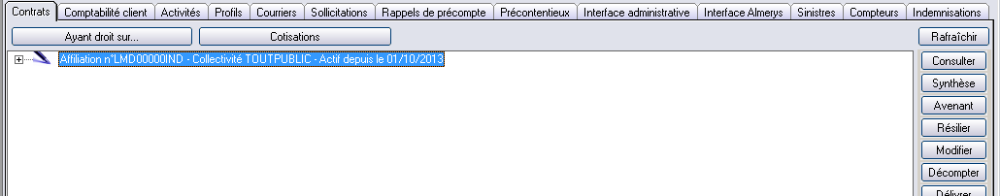 Contrats Comptabilité client Activités Profils Courriers Sollicitations Rappels de précompte Précontentieux Interface administrative Interface Almerys Sinistres Compteurs Indemnisations
Ayant droit sur... Cotisations Rafraîchir
Affiliation n°LMD00000IND - Collectivité TOUTPUBLIC - Actif depuis le 01/10/2013
Consulter
Synthèse
Avenant
Résilier
Modifier
Décompter
Délivrer